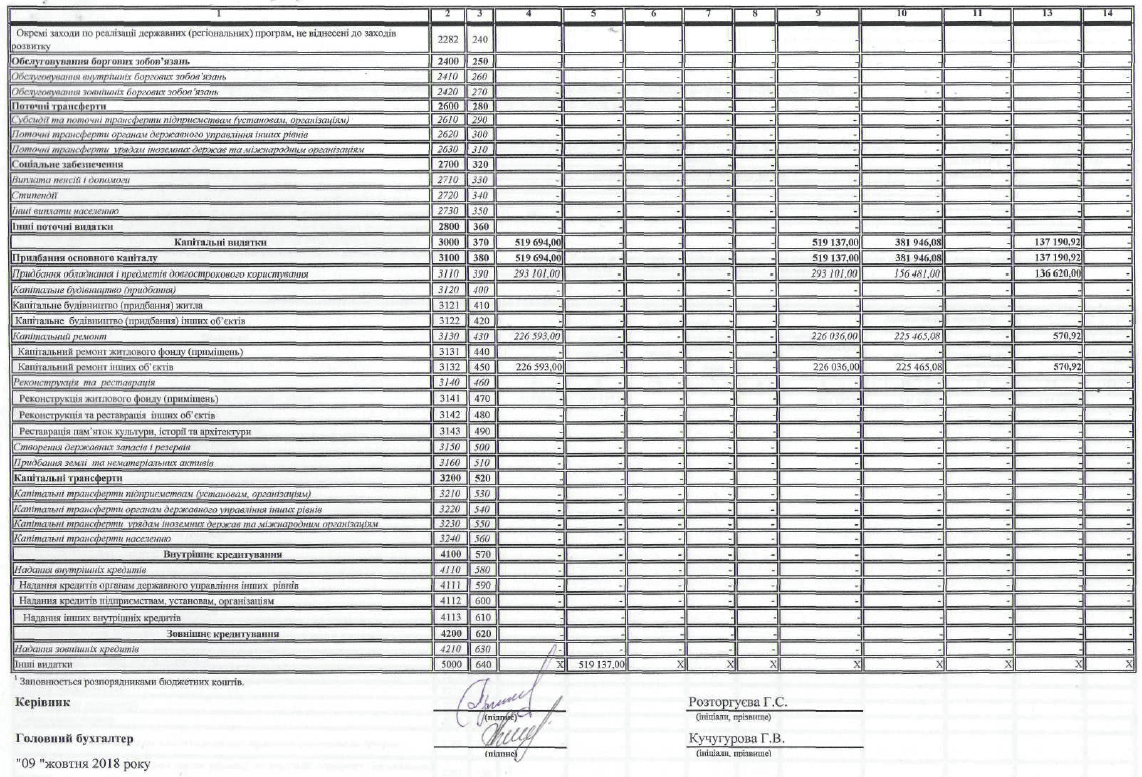 1 2 3 4 5 6 7 8 9 10 11 13 14
Окремі заходи по реалізації державних (регіональних) програм, не віднесені до заходів
розвитку 2282 240 - - - - - - - - - -
Обслуговування боргових зобов'язань 2400 250 - - - - - - - - - -
Обслуговування внутрішніх боргових зобов'язань 2410 260 - - - - - - - - - -
Обслуговування зовнішніх боргових зобов'язань 2420 270 - - - - - - - - - -
Поточні трансферти 2600 280 - - - - - - - - - -
Субсидії та поточні трансферти підприємствам (установам, організаціям) 2610 290 - - - - - - - - - -
Поточні трансферти органам державного управління інших рівнів 2620 300 - - - - - - - - - -
Поточні трансферти урядам іноземних держав та міжнародним організаціям 2630 310 - - - - - - - - - -
Соціальне забезпечення 2700 320 - - - - - - - - - -
Виплата пенсій і допомоги 2710 330 - - - - - - - - - -
Стипендії 2720 340 - - - - - - - - - -
Інші виплати населенню 2730 350 - - - - - - - - - -
Інші поточні видатки 2800 360 - - - - - - - - - -
Капітальні видатки 3000 370 519 694,00 - - - - 519 137,00 381 946,08 - 137 190,92 -
Придбання основного капіталу 3100 380 519 694,00 - - - - 519 137,00 381 946,08 - 137 190,92 -
Придбання обладнання і предметів довгострокового користування 3110 390 293 101,00 - - - - 293 101,00 156 481,00 - 136 620,00 -
Капітальне будівництво (придбання) 3120 400 - - - - - - - - - -
Капітальне будівництво (придбання) житла 3121 410 - - - - - - - - - -
Капітальне будівництво (придбання) інших об'єктів 3122 420 - - - - - - - - - -
Капітальний ремонт 3130 430 226 593,00 - - - - 226 036,00 225 465,08 - 570,92 -
Капітальний ремонт житлового фонду (приміщень) 3131 440 - - - - - - - - - -
Капітальний ремонт інших об'єктів 3132 450 226 593,00 - - - - 226 036,00 225 465,08 - 570,92 -
Реконструкція та реставрація 3140 460 - - - - - - - - - -
Реконструкція житлового фонду (приміщень) 3141 470 - - - - - - - - - -
Реконструкція та реставрація інших об'єктів 3142 480 - - - - - - - - - -
Реставрація пам'яток культури, історії та архітектури 3143 490 - - - - - - - - - -
Створення державних запасів і резервів 3150 500 - - - - - - - - - -
Придбання землі та нематеріальних активів 3160 510 - - - - - - - - - -
Капітальні трансферти 3200 520 - - - - - - - - - -
Капітальні трансферти підприємствам (установам, організаціям) 3210 530 - - - - - - - - - -
Капітальні трансферти органам державного управління інших рівнів 3220 540 - - - - - - - - - -
Капітальні трансферти урядам іноземних держав та міжнародним організаціям 3230 550 - - - - - - - - - -
Капітальні трансферти населенню 3240 560 - - - - - - - - - -
Внутрішнє кредитування 4100 570 - - - - - - - - - -
Надання внутрішніх кредитів 4110 580 - - - - - - - - - -
Надання кредитів органам державного управління інших рівнів 4111 590 - - - - - - - - - -
Надання кредитів підприємствам, установам, організаціям 4112 600 - - - - - - - - - -
Надання інших внутрішніх кредитів 4113 610 - - - - - - - - - -
Зовнішнє кредитування 4200 620 - - - - - - - - - -
Надання зовнішніх кредитів 4210 630 - - - - - - - - - -
Інші видатки 5000 640 X 519 137,00 X X X X X X X X
1 Заповнюється розпорядниками бюджетних коштів.
Керівник Розторгуєва Г.С.
(підпис) (ініціали, прізвище)
Головний бухгалтер Кучугурова Г.В.
(підпис) (ініціали, прізвище)
"09 "жовтня 2018 року